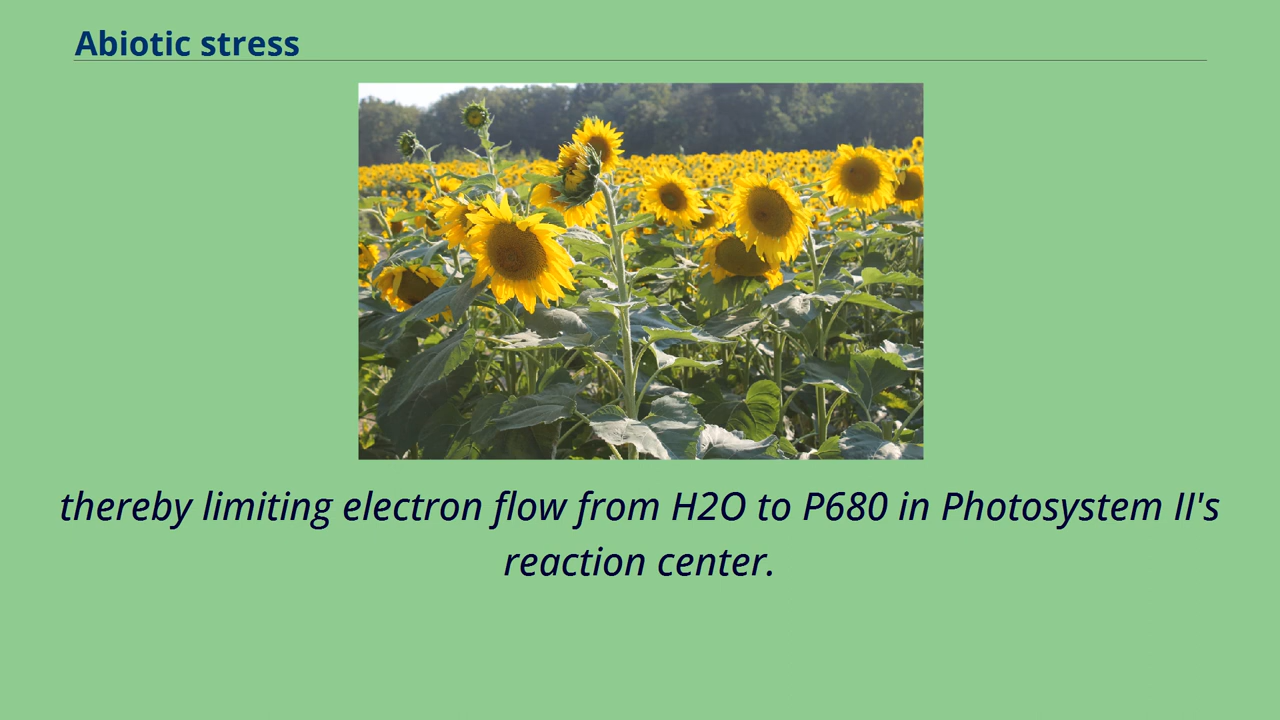 Abiotic stress
thereby limiting electron flow from H2O to P680 in Photosystem II's
reaction center.